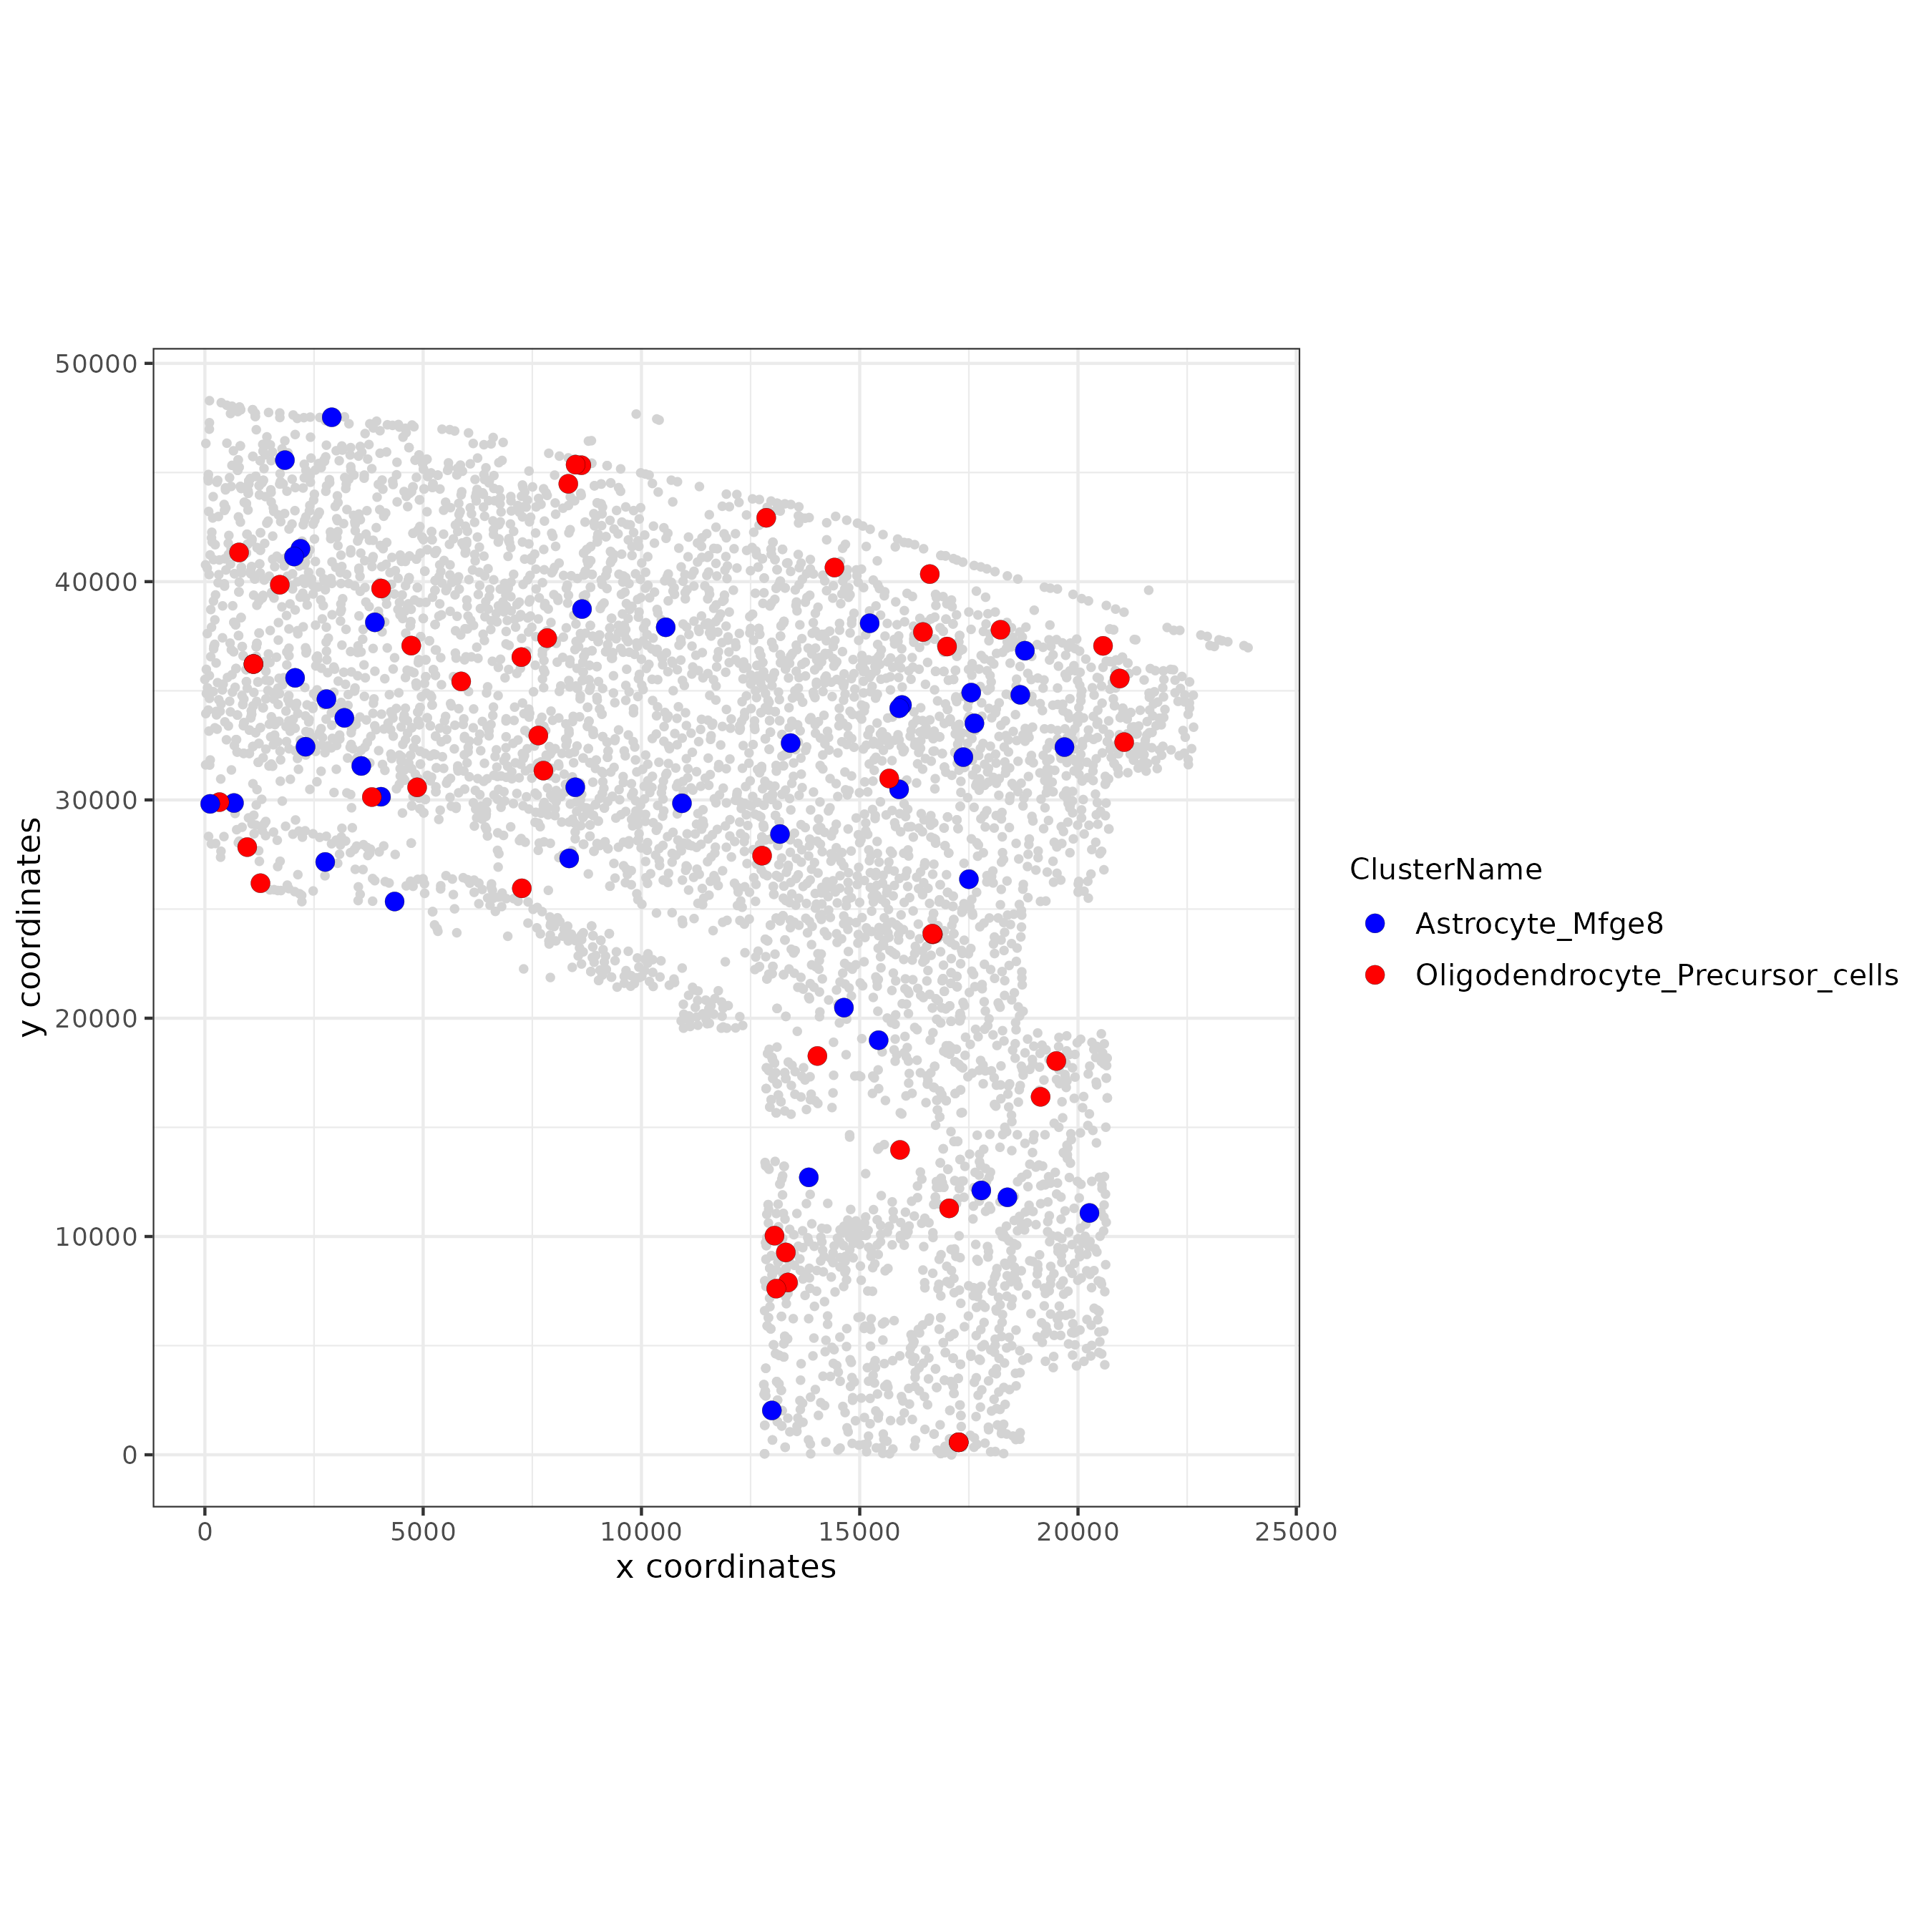 50000
40000
30000
20000
10000
0
y coordinates
0 5000 10000 15000 20000 25000
x coordinates
ClusterName
Astrocyte_Mfge8
Oligodendrocyte_Precursor_cells